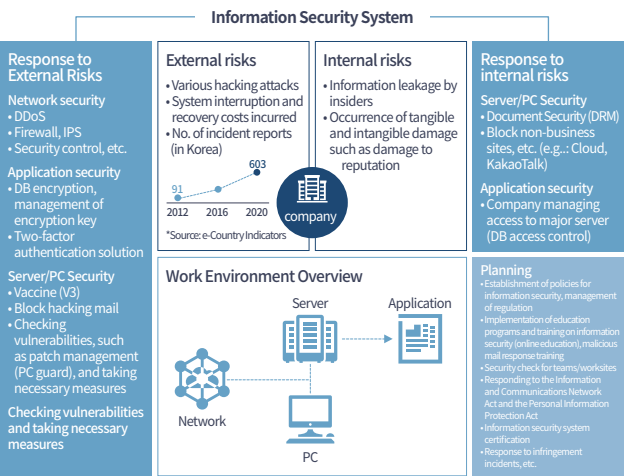 Information Security System
Response to
External Risks
Network security
• DDoS
• Firewall, IPS
• Security control, etc.
Application security
• DB encryption,
management of
encryption key
• Two-factor
authentication solution
Server/PC Security
• Vaccine (V3)
• Block hacking mail
• Checking
vulnerabilities, such
as patch management
(PC guard), and taking
necessary measures
Checking vulnerabilities
and taking necessary
measures
External risks
• Various hacking attacks
• System interruption and
recovery costs incurred
• No. of incident reports
(in Korea)
603
91
2012 2016 2020
*Source: e-Country Indicators
Internal risks
• Information leakage by
insiders
• Occurrence of tangible
and intangible damage
such as damage to
reputation
company
Work Environment Overview
Server
Application
Network
PC
Response to
internal risks
Server/PC Security
• Document Security (DRM)
• Block non-business
sites, etc. (e.g..: Cloud,
KakaoTalk)
Application security
• Company managing
access to major server
(DB access control)
Planning
• Establishment of policies for
information security, management
of regulation
• Implementation of education
programs and training on information
security (online education), malicious
mail response training
• Security check for teams/worksites
• Responding to the Information
and Communications Network
Act and the Personal Information
Protection Act
• Information security system
certification
• Response to infringement
incidents, etc.